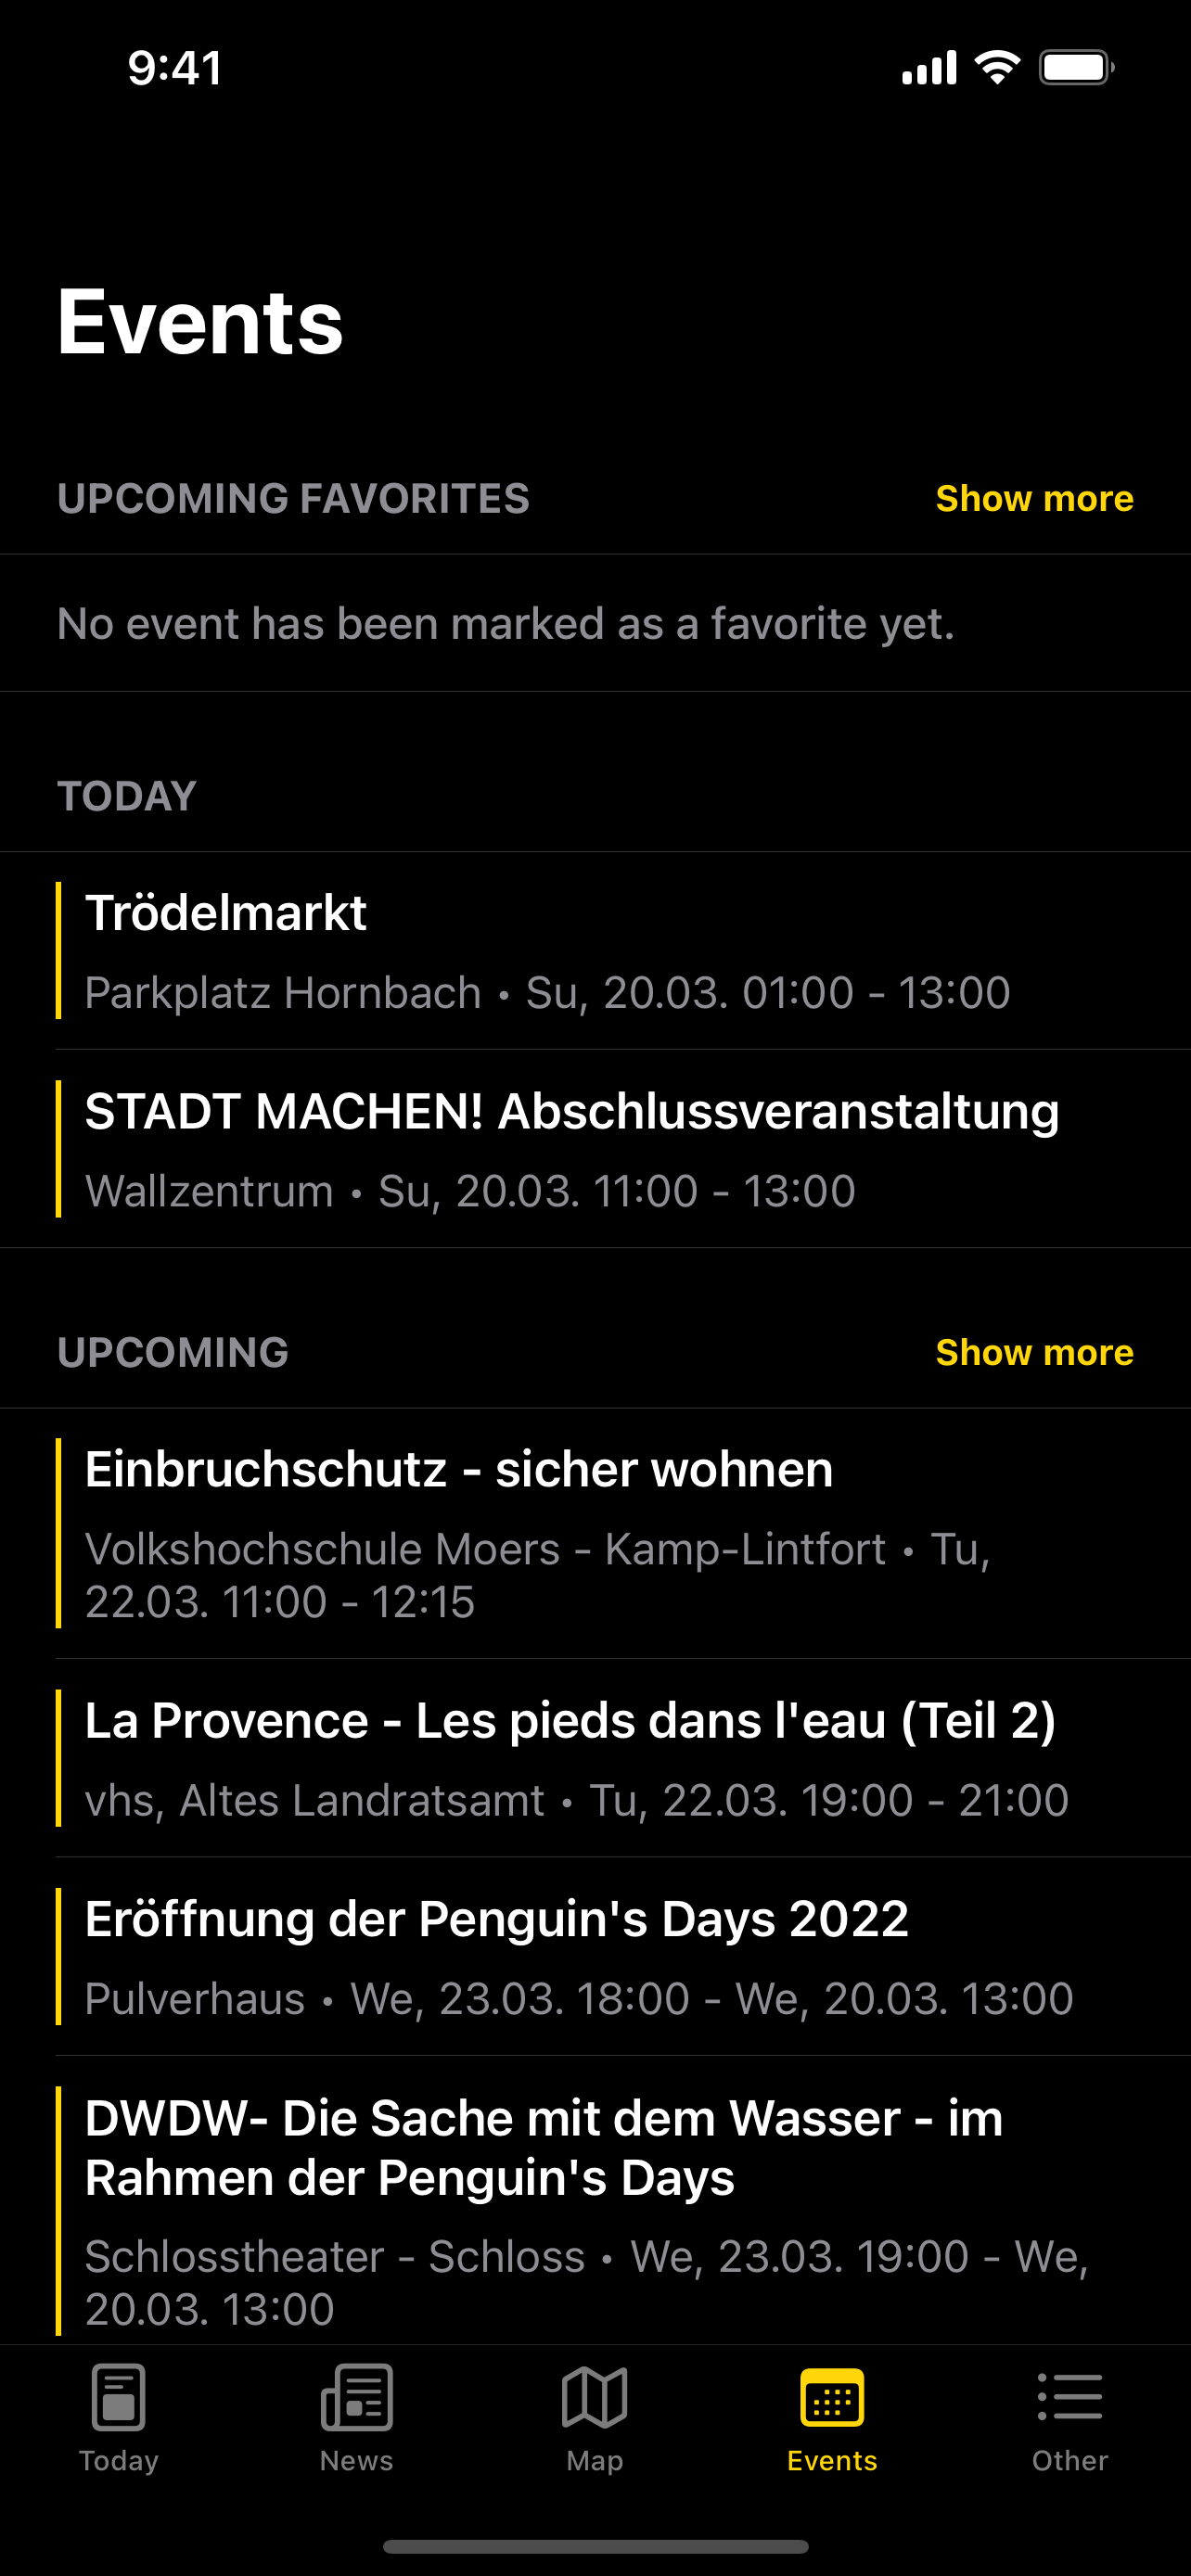 9:41
Events
UPCOMING FAVORITES Show more
No event has been marked as a favorite yet.
TODAY
Trödelmarkt
Parkplatz Hornbach • Su, 20.03. 01:00 - 13:00
STADT MACHEN! Abschlussveranstaltung
Wallzentrum • Su, 20.03. 11:00 - 13:00
UPCOMING Show more
Einbruchschutz - sicher wohnen
Volkshochschule Moers - Kamp-Lintfort • Tu,
22.03. 11:00 - 12:15
La Provence - Les pieds dans l'eau (Teil 2)
vhs, Altes Landratsamt • Tu, 22.03. 19:00 - 21:00
Eröffnung der Penguin's Days 2022
Pulverhaus • We, 23.03. 18:00 - We, 20.03. 13:00
DWDW- Die Sache mit dem Wasser - im
Rahmen der Penguin's Days
Schlosstheater - Schloss • We, 23.03. 19:00 - We,
20.03. 13:00
Today News Map Events Other